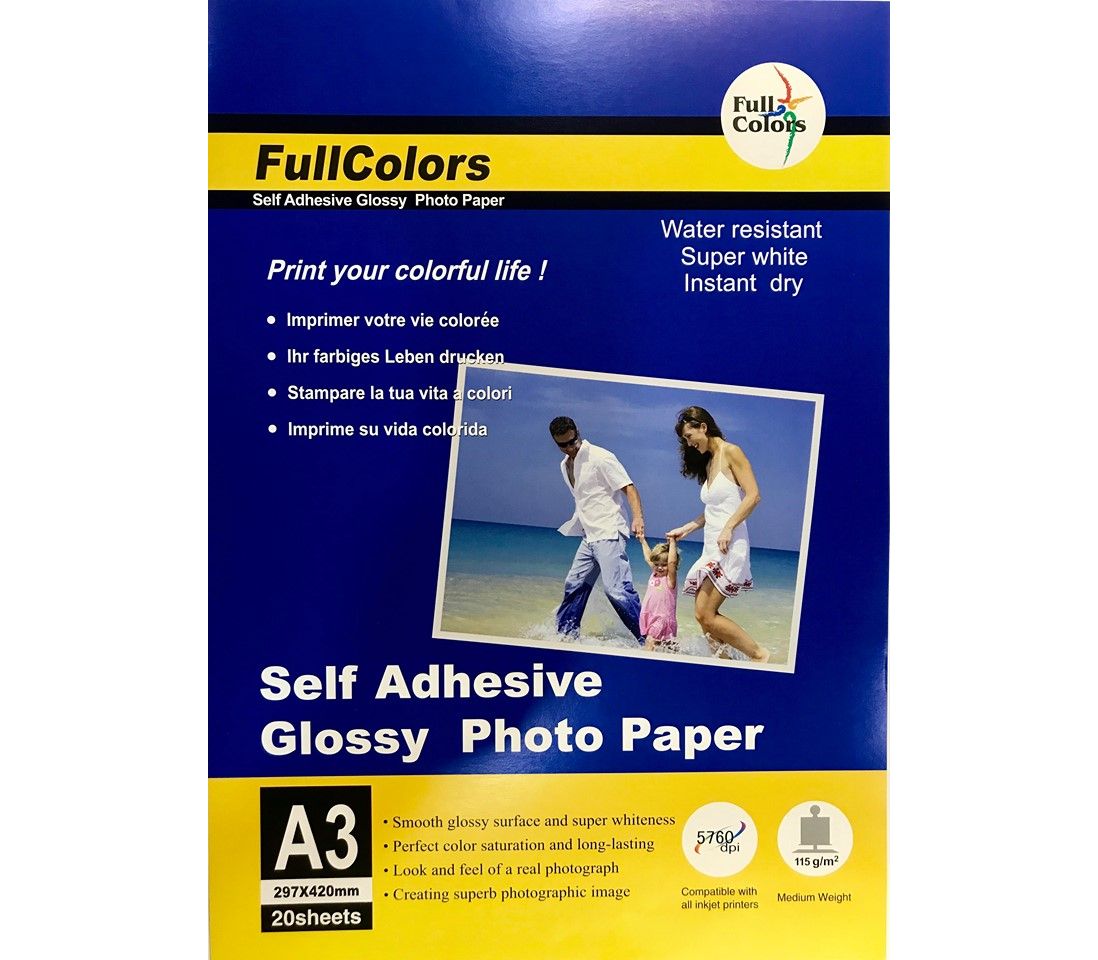 Full
Colors
FullColors
Self Adhesive Glossy Photo Paper
Water resistant
Super white
Instant dry
Print your colorful life !
• Imprimer votre vie colorée
• Ihr farbiges Leben drucken
• Stampare la tua vita a colori
• Imprime su vida colorida
Self Adhesive
Glossy Photo Paper
A3
297X420mm
20sheets
• Smooth glossy surface and super whiteness
• Perfect color saturation and long-lasting
• Look and feel of a real photograph
• Creating superb photographic image
5760
dpi
Compatible with
all inkjet printers
115 g/m²
Medium Weight